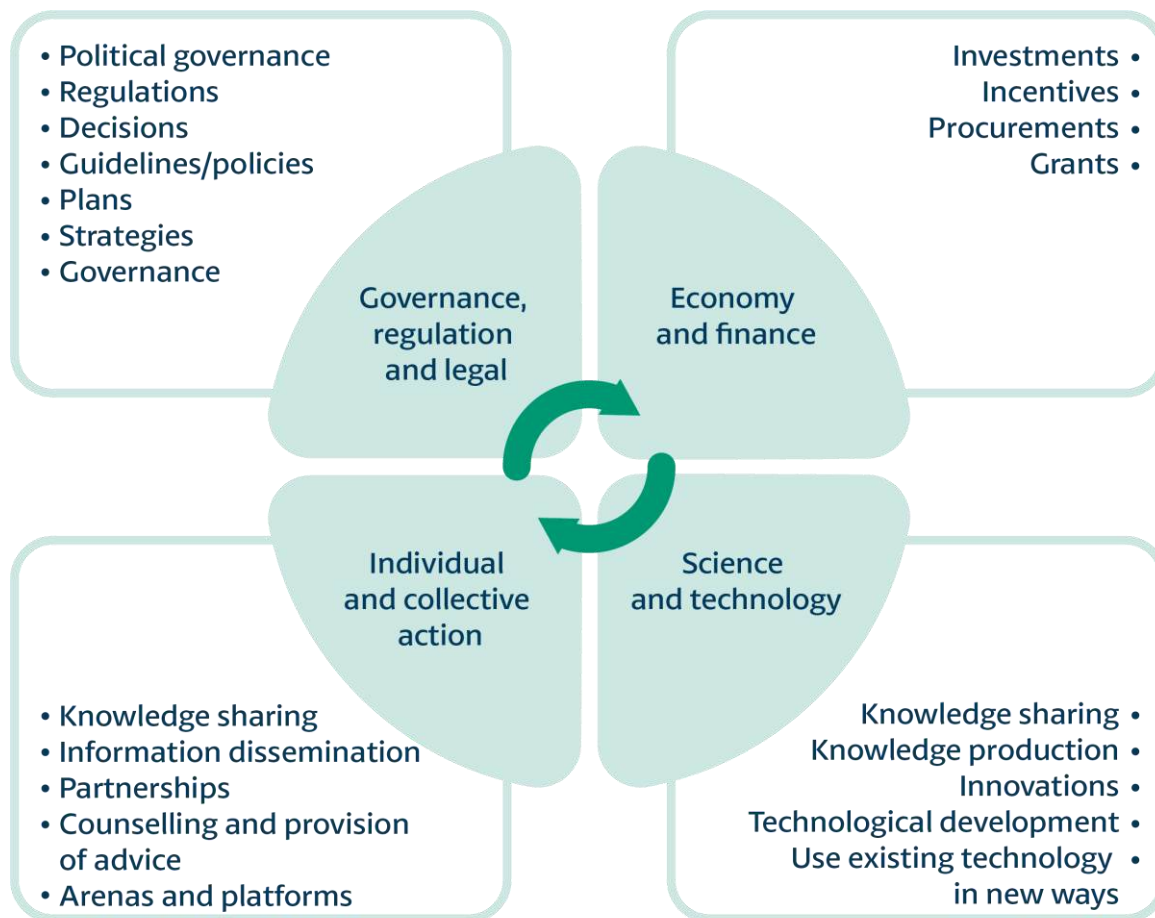 • Political governance
• Regulations
• Decisions
• Guidelines/policies
• Plans
• Strategies
• Governance
Investments •
Incentives •
Procurements •
Grants •
Governance,
regulation
and legal
Economy
and finance
Individual
and collective
action
Science
and technology
• Knowledge sharing
• Information dissemination
• Partnerships
• Counselling and provision
of advice
• Arenas and platforms
Knowledge sharing •
Knowledge production •
Innovations •
Technological development •
Use existing technology •
in new ways